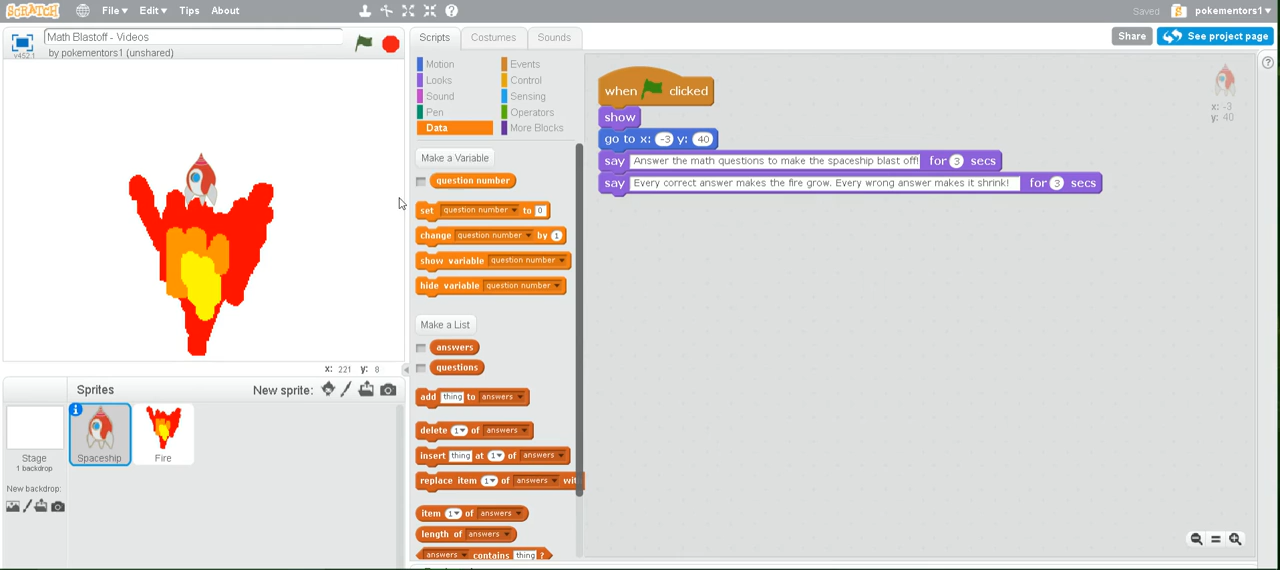 SCRATCH File▼ Edit▼ Tips About Saved pokementors1▼
Math Blastoff - Videos
by pokementors1 (unshared)
v452.1
Scripts Costumes Sounds
Share See project page
Motion Events
Looks Control
Sound Sensing
Pen Operators
Data More Blocks
Make a Variable
question number
set question number to 0
change question number by 1
show variable question number
hide variable question number
Make a List
answers
questions
add thing to answers
delete 1 of answers
insert thing at 1 of answers
replace item 1 of answers wit
item 1 of answers
length of answers
answers contains thing ?
when clicked
show
go to x: -3 y: 40
say Answer the math questions to make the spaceship blast off! for 3 secs
say Every correct answer makes the fire grow. Every wrong answer makes it shrink! for 3 secs
x: -3
y: 40
x: 221 y: 8
Sprites New sprite:
Stage
1 backdrop
New backdrop:
Spaceship
Fire